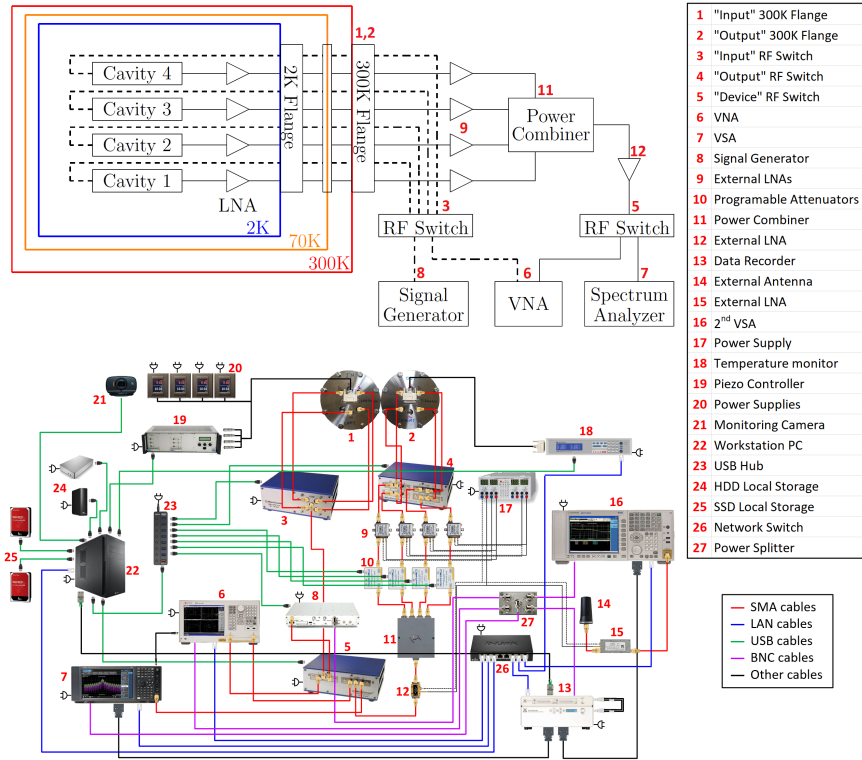 1,2
Cavity 4
Cavity 3
Cavity 2
Cavity 1
LNA
2K Flange
300K Flange
2K
70K
300K
11
Power
Combiner
9
12
3
RF Switch
5
RF Switch
8
Signal
Generator
6
VNA
7
Spectrum
Analyzer
1 "Input" 300K Flange
2 "Output" 300K Flange
3 "Input" RF Switch
4 "Output" RF Switch
5 "Device" RF Switch
6 VNA
7 VSA
8 Signal Generator
9 External LNAs
10 Programable Attenuators
11 Power Combiner
12 External LNA
13 Data Recorder
14 External Antenna
15 External LNA
16 2nd VSA
17 Power Supply
18 Temperature monitor
19 Piezo Controller
20 Power Supplies
21 Monitoring Camera
22 Workstation PC
23 USB Hub
24 HDD Local Storage
25 SSD Local Storage
26 Network Switch
27 Power Splitter
SMA cables
LAN cables
USB cables
BNC cables
Other cables
20
21
19
1
2
18
24
23
3
4
17
16
25
22
9
10
6
8
27
14
11
15
7
5
26
12
13